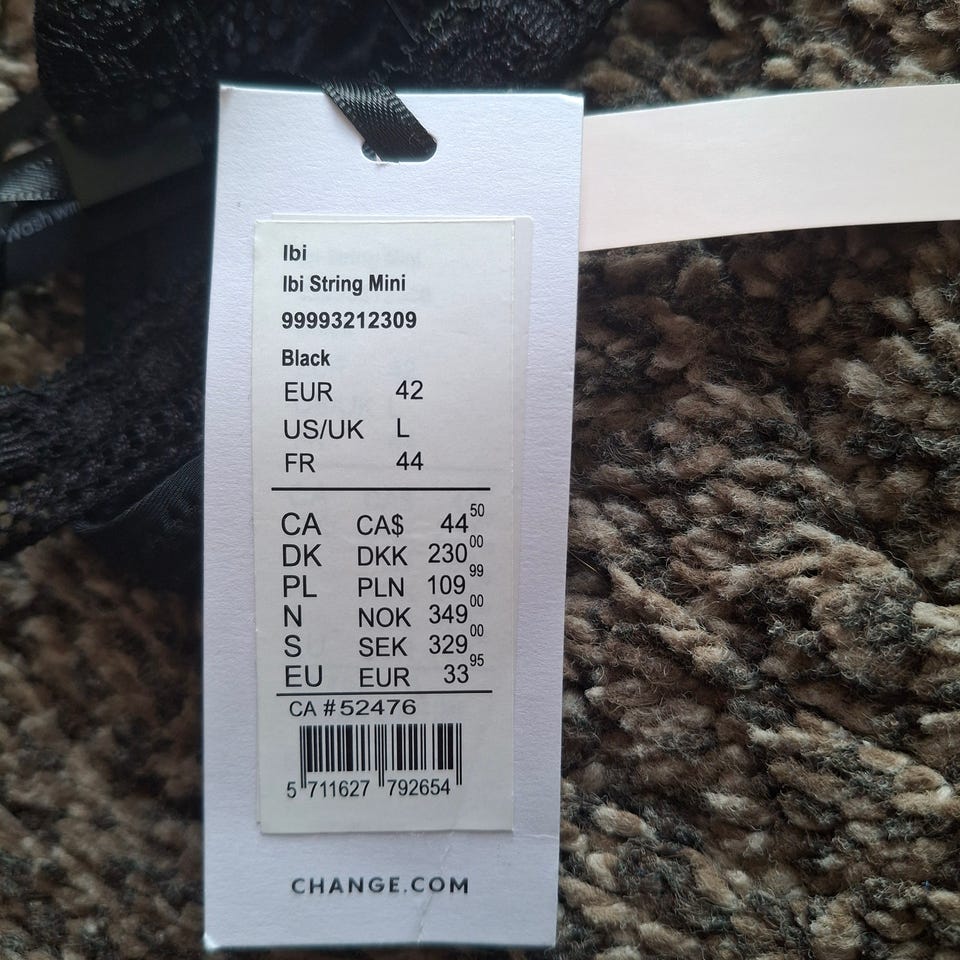 Wash
Ibi
Ibi String Mini
99993212309
Black
EUR 42
US/UK L
FR 44
CA CA$ 44 50
DK DKK 230 00
PL PLN 109 99
N NOK 349 00
S SEK 329 00
EU EUR 33 95
CA #52476
5 711627 792654
CHANGE.COM